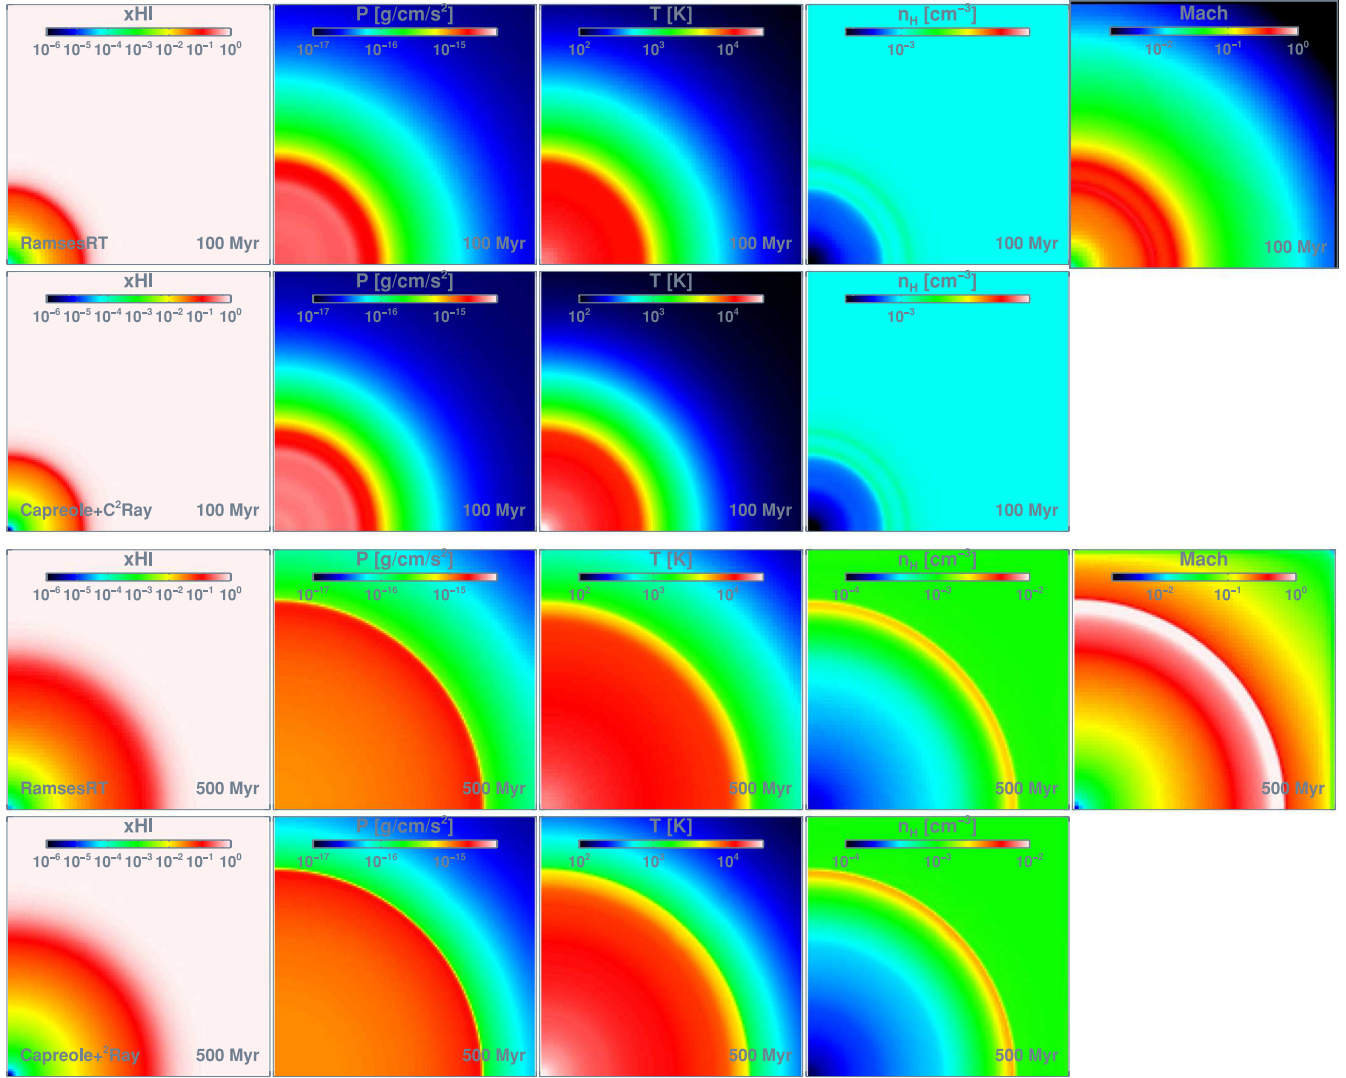 xHI
10⁻⁶ 10⁻⁵ 10⁻⁴ 10⁻³ 10⁻² 10⁻¹ 10⁰
RamsesRT 100 Myr
P [g/cm/s²]
10⁻¹⁷ 10⁻¹⁶ 10⁻¹⁵
100 Myr
T [K]
10² 10³ 10⁴
100 Myr
n_H [cm⁻³]
10⁻³
100 Myr
Mach
10⁻² 10⁻¹ 10⁰
100 Myr
xHI
10⁻⁶ 10⁻⁵ 10⁻⁴ 10⁻³ 10⁻² 10⁻¹ 10⁰
Capreole+C²Ray 100 Myr
P [g/cm/s²]
10⁻¹⁷ 10⁻¹⁶ 10⁻¹⁵
100 Myr
T [K]
10² 10³ 10⁴
100 Myr
n_H [cm⁻³]
10⁻³
100 Myr
xHI
10⁻⁶ 10⁻⁵ 10⁻⁴ 10⁻³ 10⁻² 10⁻¹ 10⁰
RamsesRT 500 Myr
P [g/cm/s²]
10⁻¹⁷ 10⁻¹⁶ 10⁻¹⁵
500 Myr
T [K]
10² 10³ 10⁴
500 Myr
n_H [cm⁻³]
10⁻⁴ 10⁻³ 10⁻²
500 Myr
Mach
10⁻² 10⁻¹ 10⁰
500 Myr
xHI
10⁻⁶ 10⁻⁵ 10⁻⁴ 10⁻³ 10⁻² 10⁻¹ 10⁰
Capreole+²Ray 500 Myr
P [g/cm/s²]
10⁻¹⁷ 10⁻¹⁶ 10⁻¹⁵
500 Myr
T [K]
10² 10³ 10⁴
500 Myr
n_H [cm⁻³]
10⁻⁴ 10⁻³ 10⁻²
500 Myr